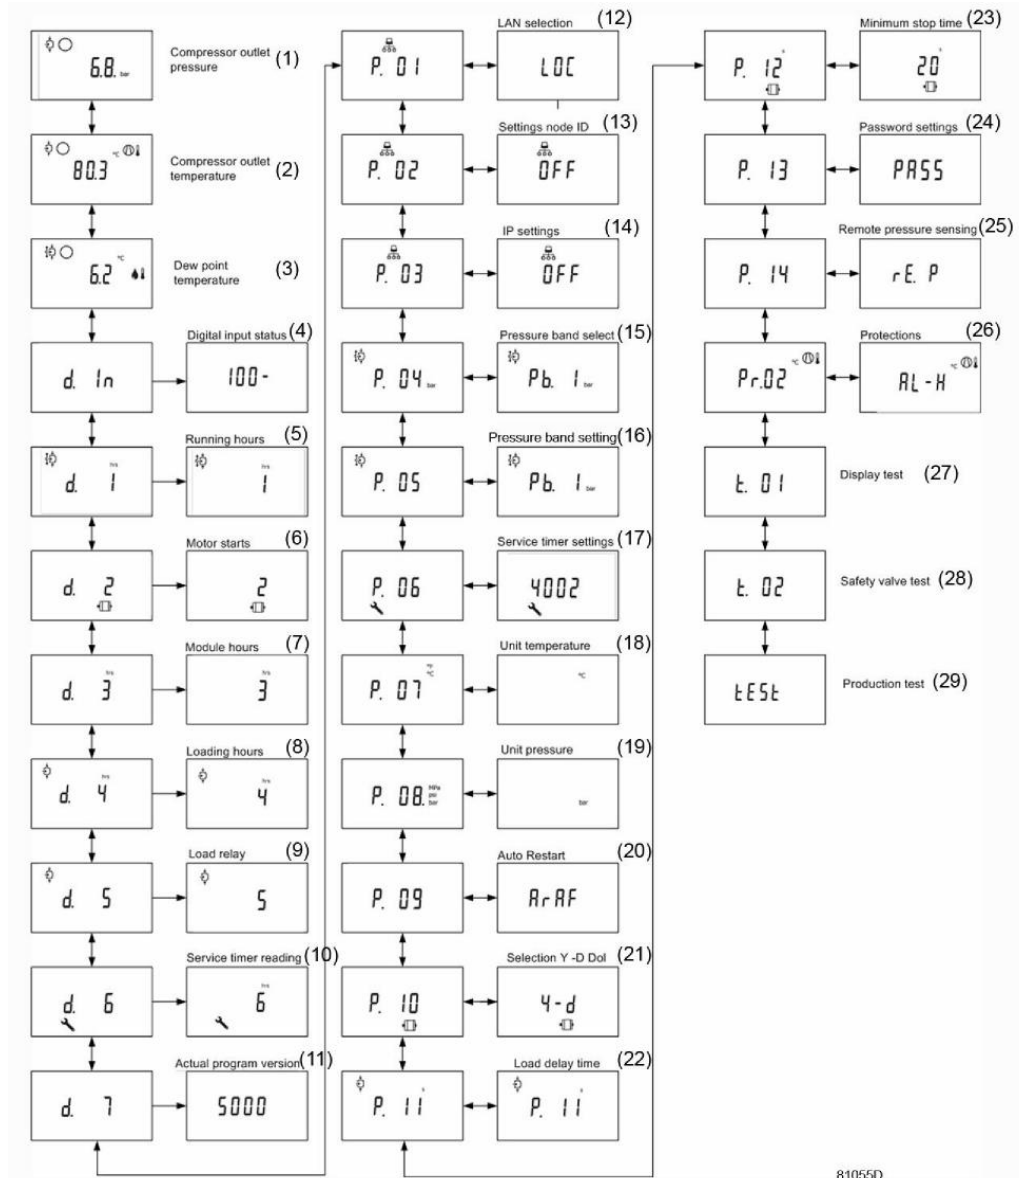 6.8. bar
Compressor outlet
pressure
(1)
80.3 °C
Compressor outlet
temperature
(2)
6.2 °C
Dew point
temperature
(3)
d. In
Digital input status (4)
100-
d. 1 hrs
Running hours (5)
1 hrs
d. 2
Motor starts (6)
2
d. 3 hrs
Module hours (7)
3 hrs
d. 4 hrs
Loading hours (8)
4 hrs
d. 5
Load relay (9)
5
d. 6
Service timer reading (10)
6 hrs
d. 7
Actual program version (11)
5000
P. 01
LAN selection (12)
LOC
P. 02
Settings node ID (13)
OFF
P. 03
IP settings (14)
OFF
P. 04 bar
Pressure band select (15)
Pb. 1 bar
P. 05
Pressure band setting (16)
Pb. 1 bar
P. 06
Service timer settings (17)
4002
P. 07 °F °C
Unit temperature (18)
°C
P. 08. MPa psi bar
Unit pressure (19)
bar
P. 09
Auto Restart (20)
ArAF
P. 10
Selection Y -D Dol (21)
Y-d
P. 11 s
Load delay time (22)
P. 11 s
P. 12 s
Minimum stop time (23)
20 s
P. 13
Password settings (24)
PASS
P. 14
Remote pressure sensing (25)
rE. P
Pr.02 °C
Protections (26)
AL-H °C
t. 01
Display test (27)
t. 02
Safety valve test (28)
tESt
Production test (29)
81055D